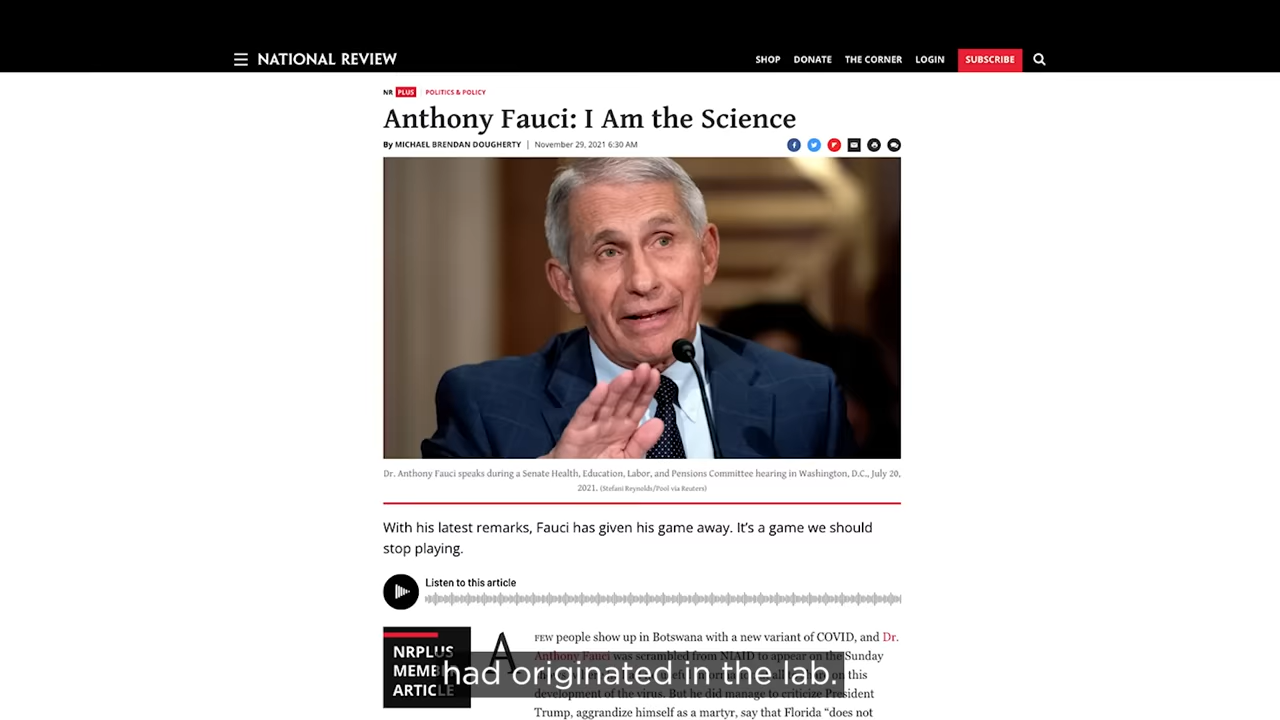 NATIONAL REVIEW
SHOP DONATE THE CORNER LOGIN SUBSCRIBE
NR PLUS POLITICS & POLICY
Anthony Fauci: I Am the Science
By MICHAEL BRENDAN DOUGHERTY | November 29, 2021 6:30 AM
Dr. Anthony Fauci speaks during a Senate Health, Education, Labor, and Pensions Committee hearing in Washington, D.C., July 20,
2021. (Stefani Reynolds/Pool via Reuters)
With his latest remarks, Fauci has given his game away. It's a game we should
stop playing.
Listen to this article
NRPLUS
MEMBER
ARTICLE
A FEW people show up in Botswana with a new variant of COVID, and Dr.
Anthony Fauci was scrambled from NIAID to appear on the Sunday
on this
development of the virus. But he did manage to criticize President
Trump, aggrandize himself as a martyr, say that Florida "does not
had originated in the lab.